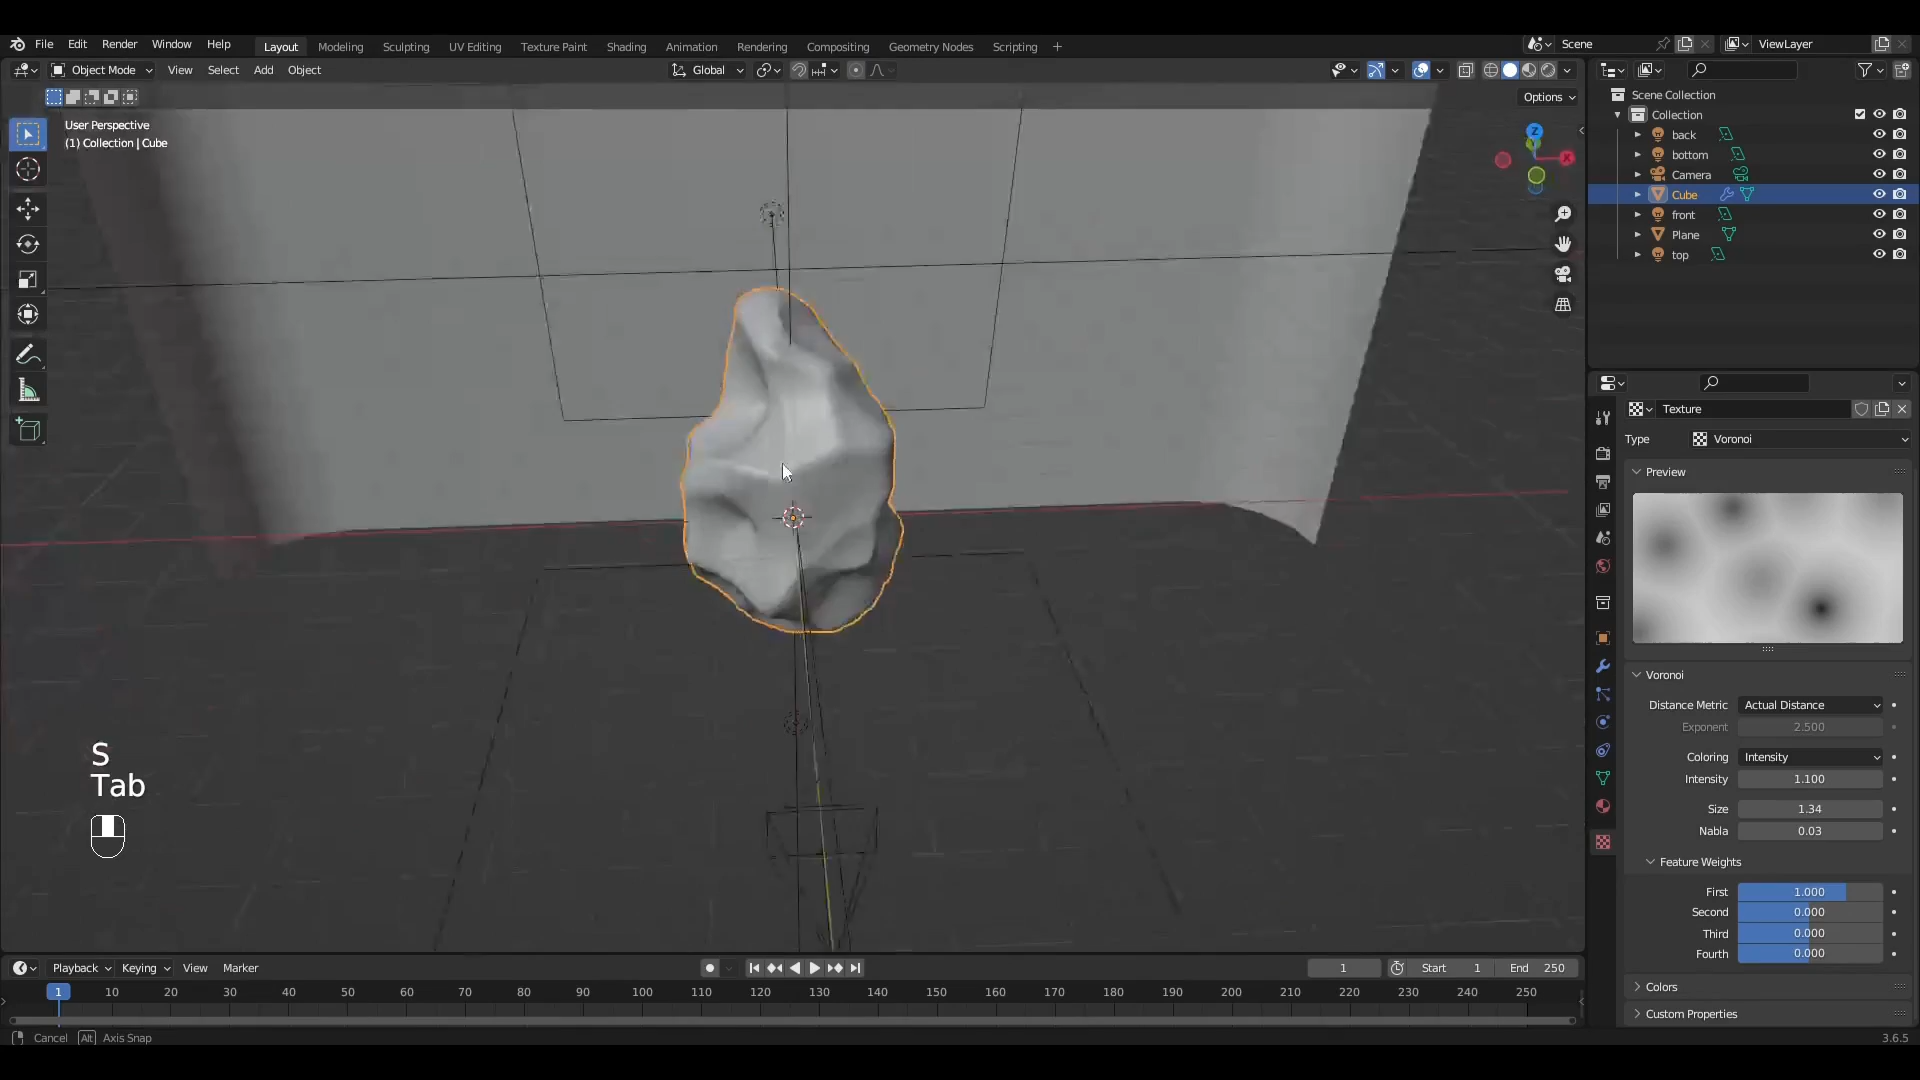 File Edit Render Window Help Layout Modeling Sculpting UV Editing Texture Paint Shading Animation Rendering Compositing Geometry Nodes Scripting + Scene ViewLayer
Object Mode View Select Add Object Global
Options
User Perspective
(1) Collection | Cube
Z
X
S
Tab
Scene Collection
Collection
back
bottom
Camera
Cube
front
Plane
top
Texture
Type Voronoi
Preview
Voronoi
Distance Metric Actual Distance
Exponent 2.500
Coloring Intensity
Intensity 1.100
Size 1.34
Nabla 0.03
Feature Weights
First 1.000
Second 0.000
Third 0.000
Fourth 0.000
Colors
Custom Properties
Playback Keying View Marker 1 Start 1 End 250
1 10 20 30 40 50 60 70 80 90 100 110 120 130 140 150 160 170 180 190 200 210 220 230 240 250
Cancel Alt Axis Snap 3.6.5